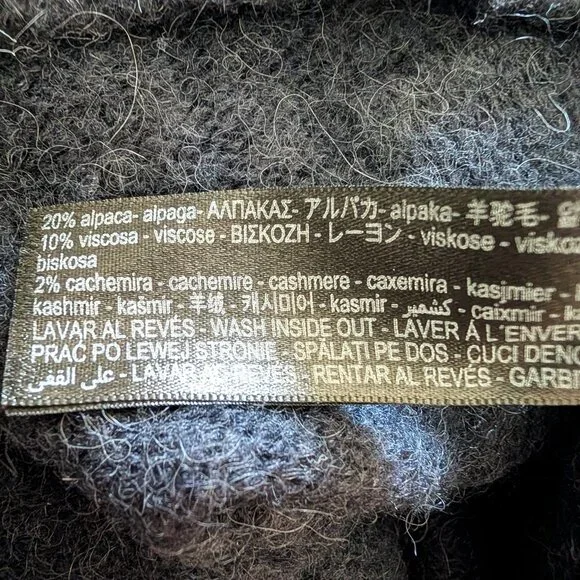 20% alpaca- alpaga- ΑΛΠΑΚΑΣ- アルパカ- alpaka- 羊驼毛-
10% viscosa - viscose - ΒΙΣΚΟΖΗ - レーヨン - viskose -
biskosa
2% cachemira - cachemire - cashmere - caxemira - kasjmier -
kashmir - kašmir - 羊绒 - 캐시미어 - kasmir - كشمير -
LAVAR AL REVÉS - WASH INSIDE OUT - LAVER À L'ENVER
PRAĆ PO LEWEJ STRONIE - SPĂLAȚI PE DOS - CUCI DENG
على القفى - LAVAR AL REVÉS - RENTAR AL REVÉS - GARBI